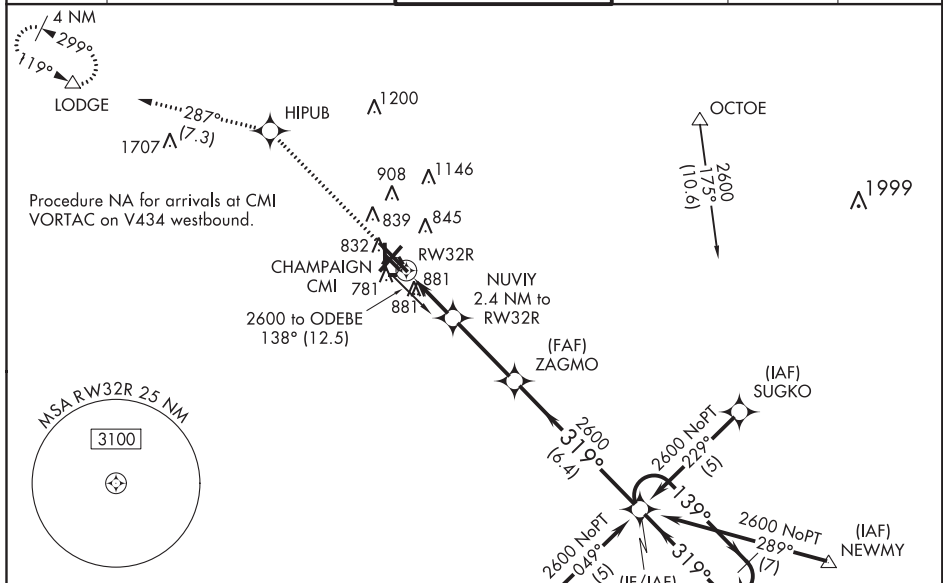 4 NM
299°
119°
LODGE
287°
(7.3)
HIPUB
1200
1707
OCTOE
2600
175°
(10.6)
1999
908
1146
839
845
Procedure NA for arrivals at CMI
VORTAC on V434 westbound.
832
RW32R
CHAMPAIGN
CMI
781
881
881
NUVIY
2.4 NM to
RW32R
2600 to ODEBE
138° (12.5)
(FAF)
ZAGMO
(IAF)
SUGKO
MSA RW32R 25 NM
3100
2600
319°
(6.4)
2600 NoPT
229°
(5)
139°
2600 NoPT
289°
(7)
(IAF)
NEWMY
2600 NoPT
049°
(5)
319°
(IF/IAF)